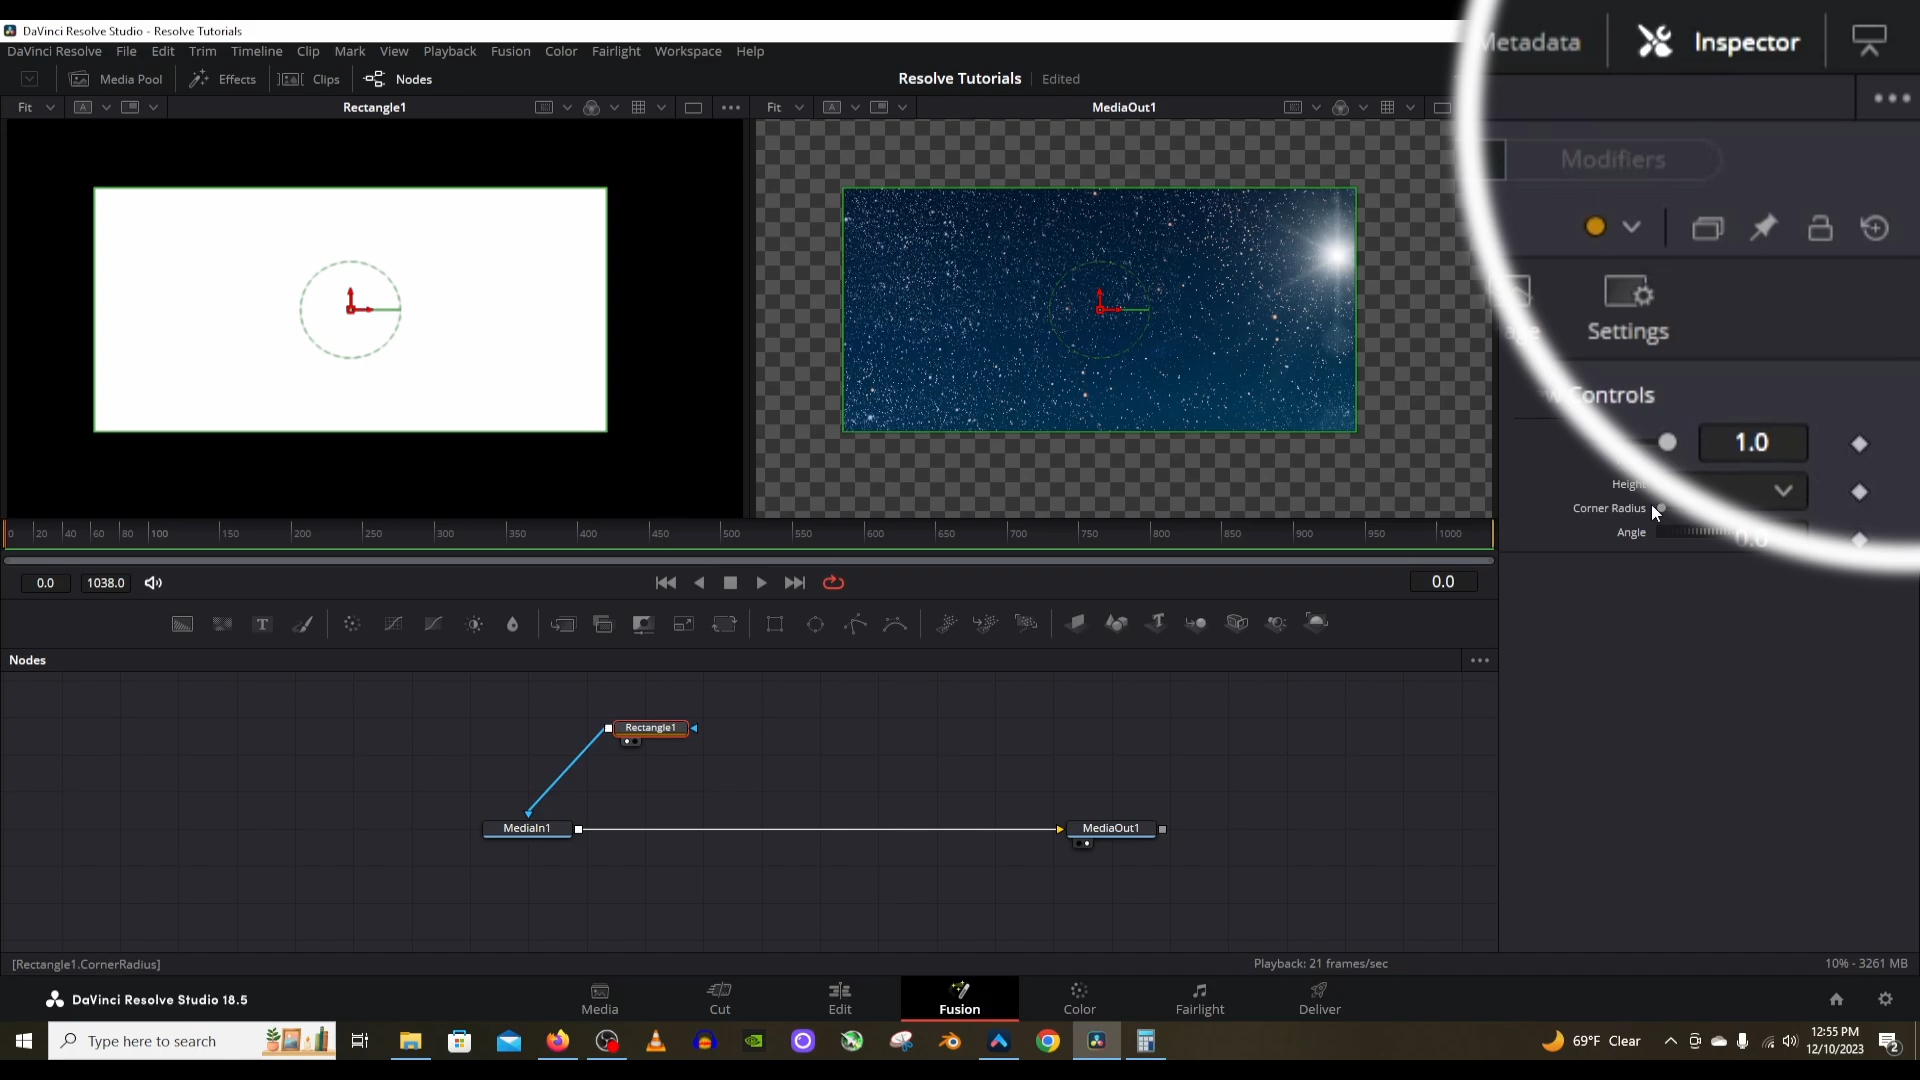 DaVinci Resolve Studio - Resolve Tutorials
DaVinci Resolve File Edit Trim Timeline Clip Mark View Playback Fusion Color Fairlight Workspace Help
Media Pool Effects Clips Nodes Resolve Tutorials Edited Metadata Inspector
Fit Rectangle1 Fit MediaOut1
Modifiers
Settings
Controls
1.0
Height
Corner Radius
Angle 0.0
0 20 40 60 80 100 150 200 250 300 350 400 450 500 550 600 650 700 750 800 850 900 950 1000
0.0 1038.0 0.0
T
Nodes
Rectangle1
MediaIn1 MediaOut1
[Rectangle1.CornerRadius] Playback: 21 frames/sec 10% - 3261 MB
DaVinci Resolve Studio 18.5 Media Cut Edit Fusion Color Fairlight Deliver
Type here to search 69°F Clear 12:55 PM
12/10/2023 2